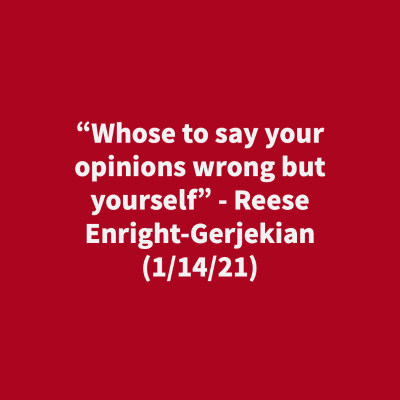 “Whose to say your
opinions wrong but
yourself” - Reese
Enright-Gerjekian
(1/14/21)